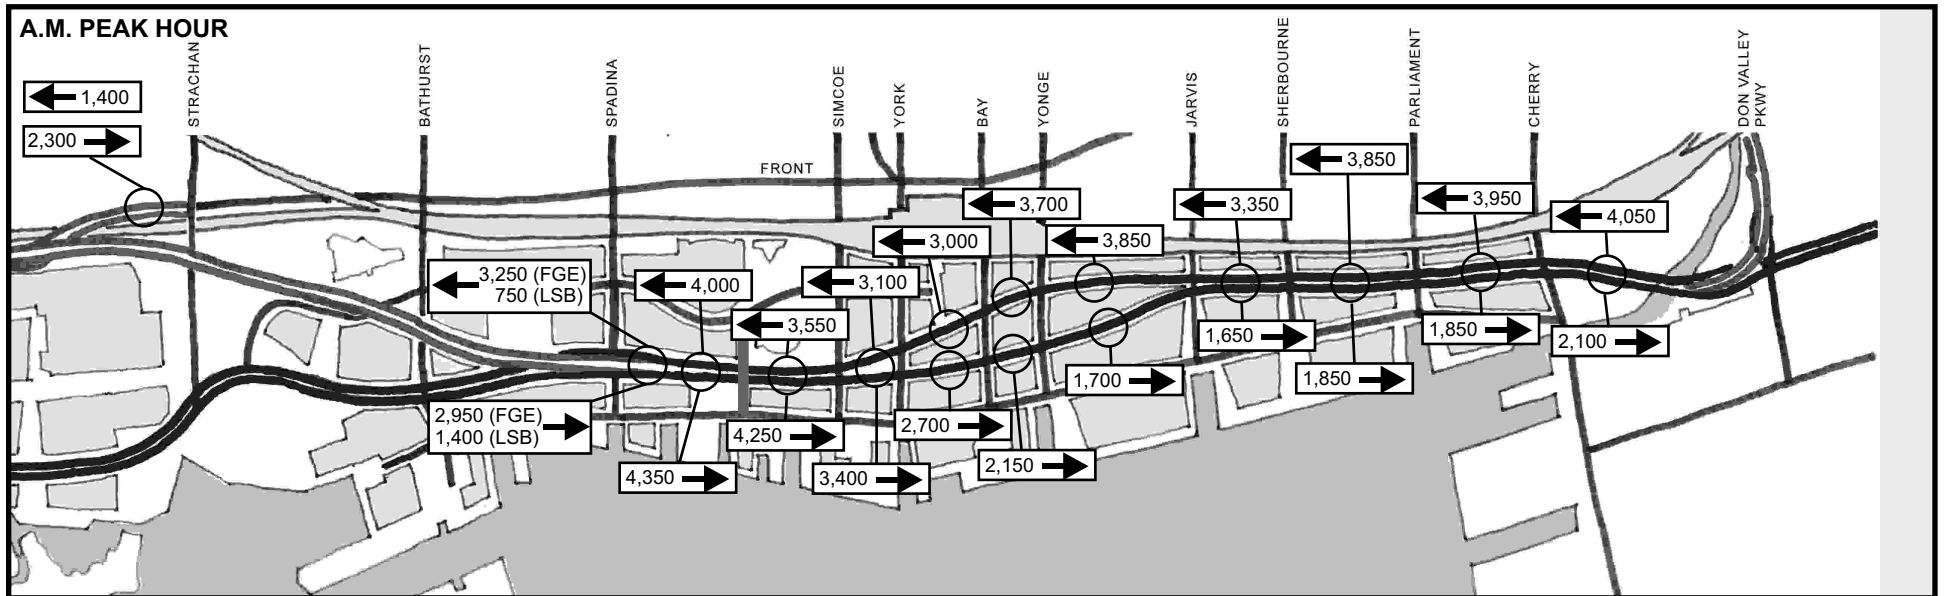 A.M. PEAK HOUR
STRACHAN
BATHURST
SPADINA
SIMCOE
YORK
BAY
YONGE
JARVIS
SHERBOURNE
PARLIAMENT
CHERRY
DON VALLEY
PKWY
1,400
2,300
FRONT
3,850
3,700
3,350
3,950
4,050
3,000
3,850
3,250 (FGE)
750 (LSB)
4,000
3,100
3,550
1,650
1,850
2,100
1,700
1,850
2,950 (FGE)
1,400 (LSB)
4,250
2,700
4,350
3,400
2,150